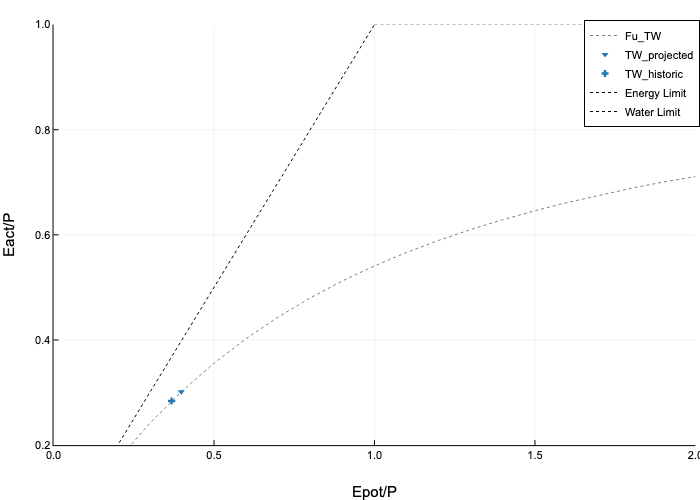 1.0
0.8
0.6
0.4
0.2
Eact/P
0.0
0.5
1.0
1.5
2.0
Epot/P
Fu_TW
TW_projected
TW_historic
Energy Limit
Water Limit